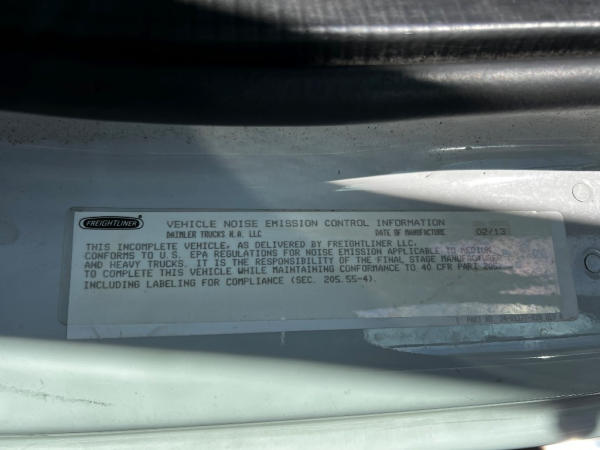 FREIGHTLINER
VEHICLE NOISE EMISSION CONTROL INFORMATION
DAIMLER TRUCKS N.A. LLC DATE OF MANUFACTURE 02/13
THIS INCOMPLETE VEHICLE, AS DELIVERED BY FREIGHTLINER LLC.
CONFORMS TO U.S. EPA REGULATIONS FOR NOISE EMISSION APPLICABLE TO MEDIUM
AND HEAVY TRUCKS. IT IS THE RESPONSIBILITY OF THE FINAL STAGE MANUFACTURER
TO COMPLETE THIS VEHICLE WHILE MAINTAINING CONFORMANCE TO 40 CFR PART
INCLUDING LABELING FOR COMPLIANCE (SEC. 205.55-4).
PART NO.